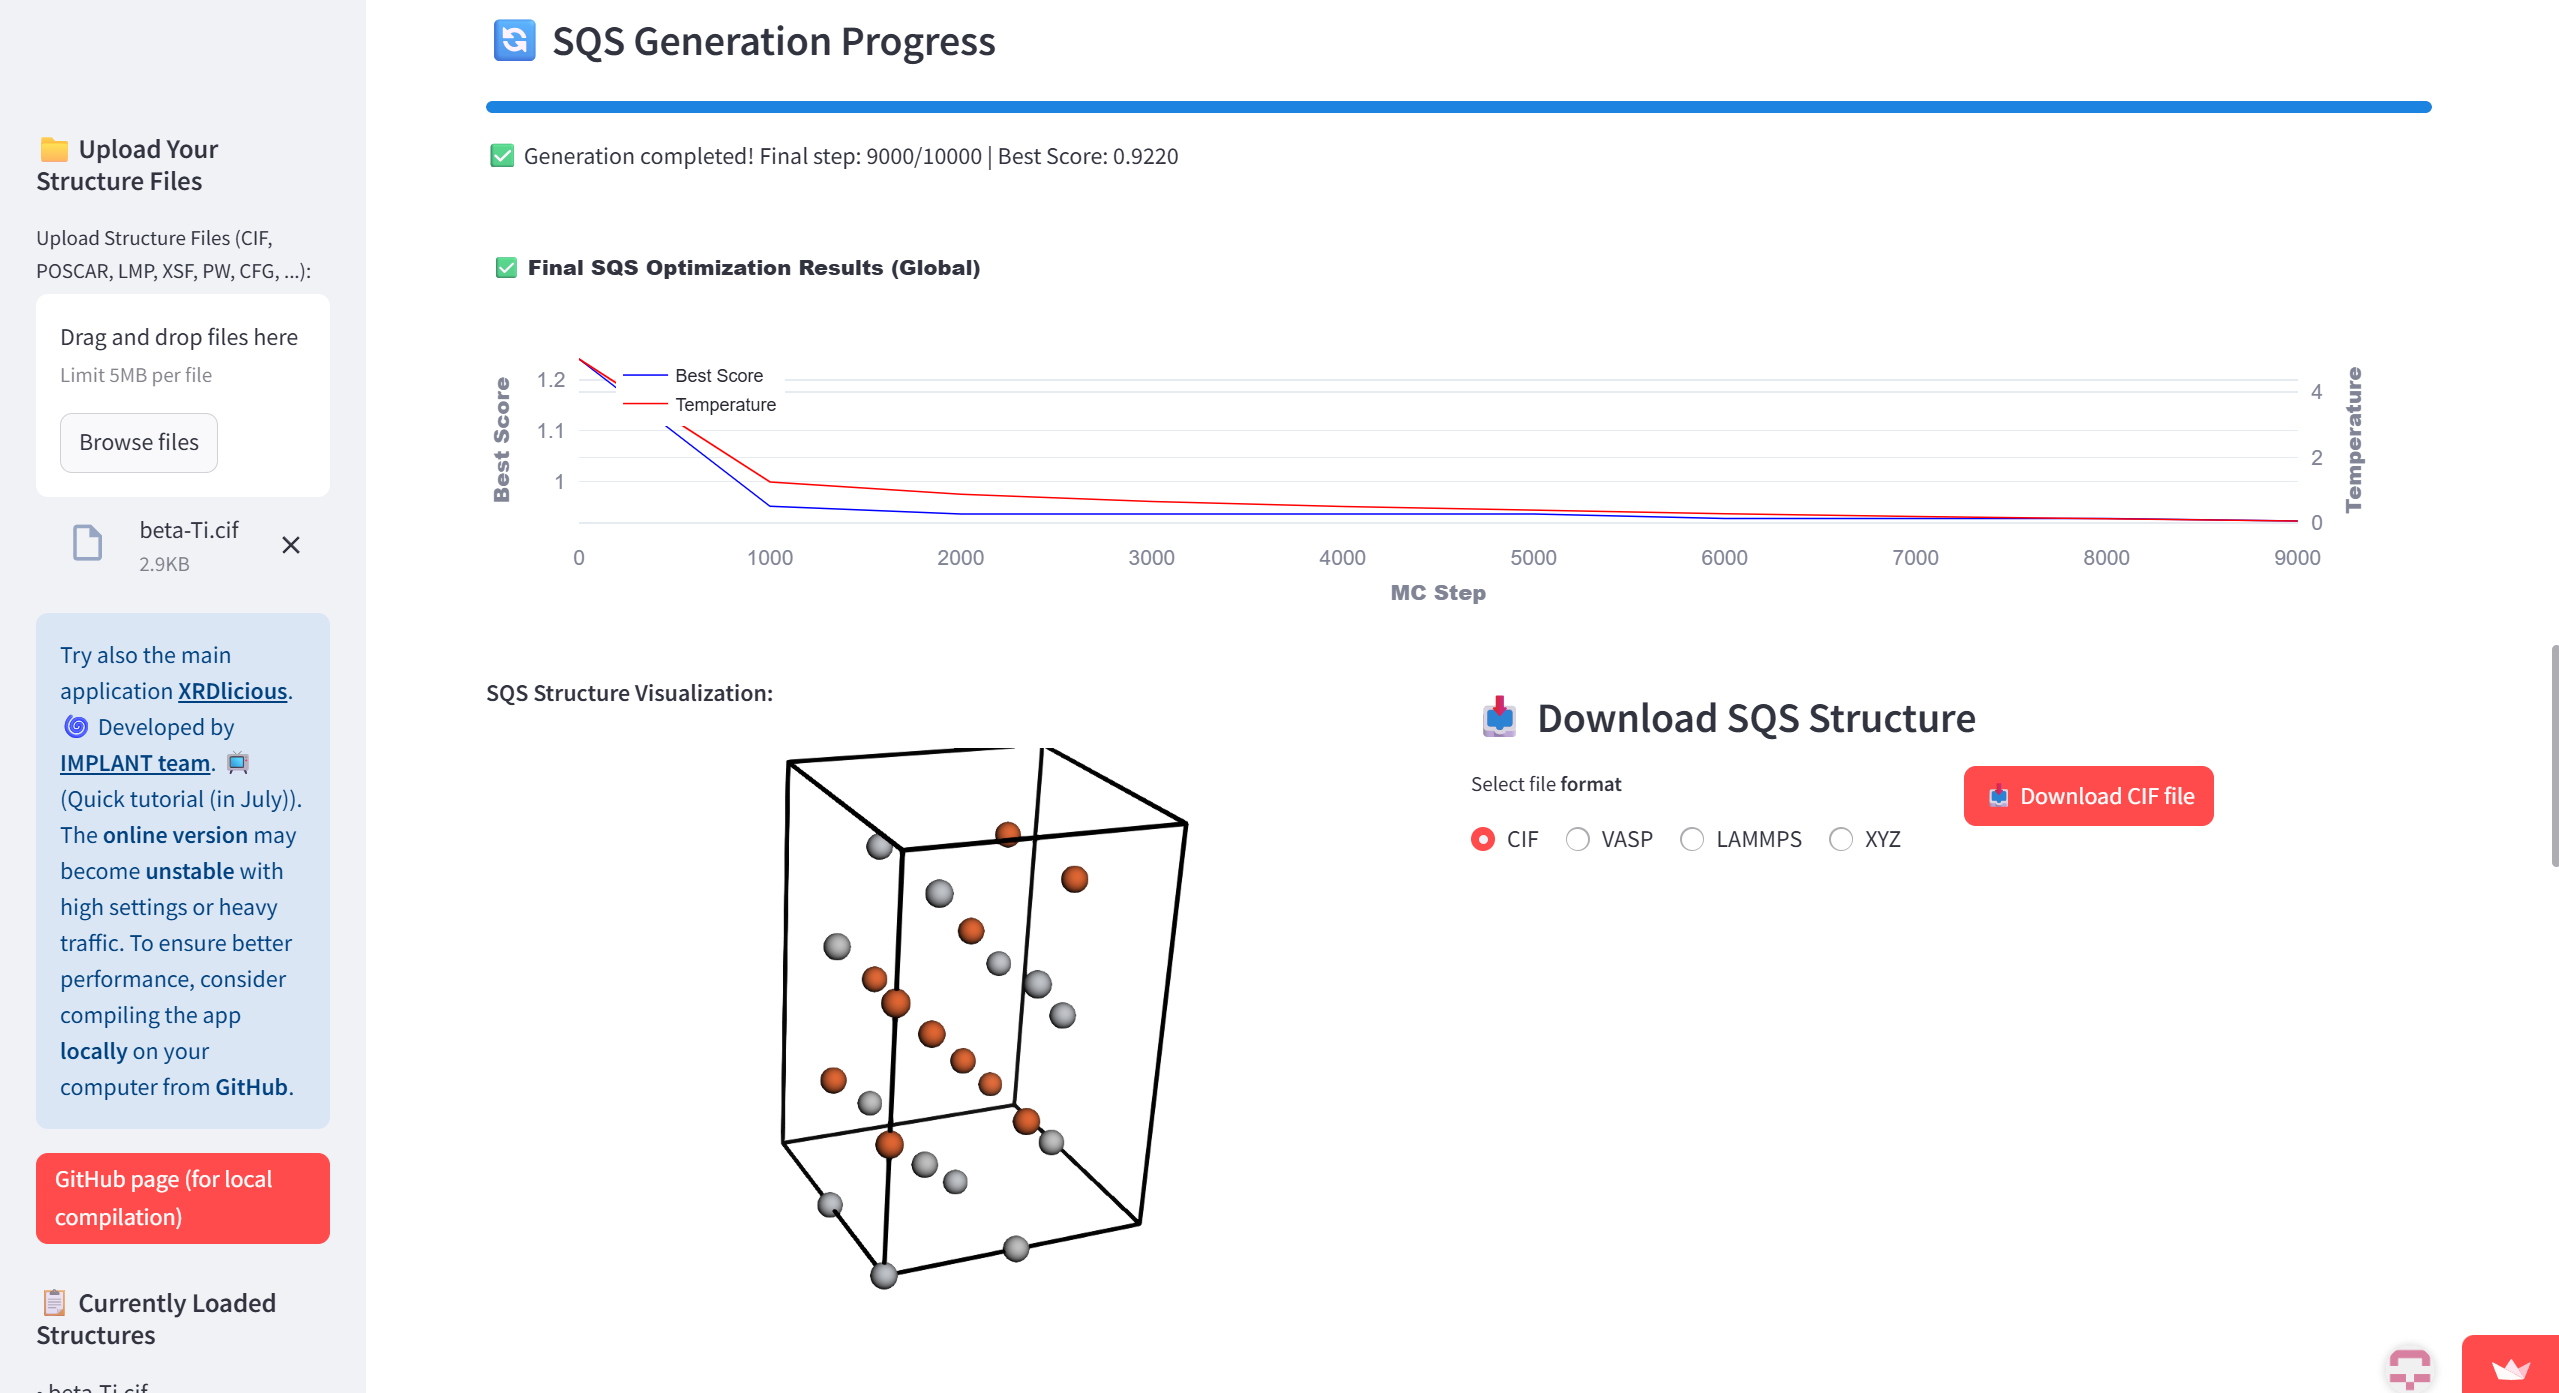 Upload Your
Structure Files
Upload Structure Files (CIF,
POSCAR, LMP, XSF, PW, CFG, ...):
Drag and drop files here
Limit 5MB per file
Browse files
beta-Ti.cif
2.9KB
Try also the main
application XRDlicious.
Developed by
IMPLANT team.
(Quick tutorial (in July)).
The online version may
become unstable with
high settings or heavy
traffic. To ensure better
performance, consider
compiling the app
locally on your
computer from GitHub.
GitHub page (for local
compilation)
Currently Loaded
Structures
• beta-Ti.cif
SQS Generation Progress
Generation completed! Final step: 9000/10000 | Best Score: 0.9220
Final SQS Optimization Results (Global)
Best Score
1.2
1.1
1
Best Score
Temperature
4
2
0
Temperature
0 1000 2000 3000 4000 5000 6000 7000 8000 9000
MC Step
SQS Structure Visualization:
Download SQS Structure
Select file format
CIF VASP LAMMPS XYZ
Download CIF file